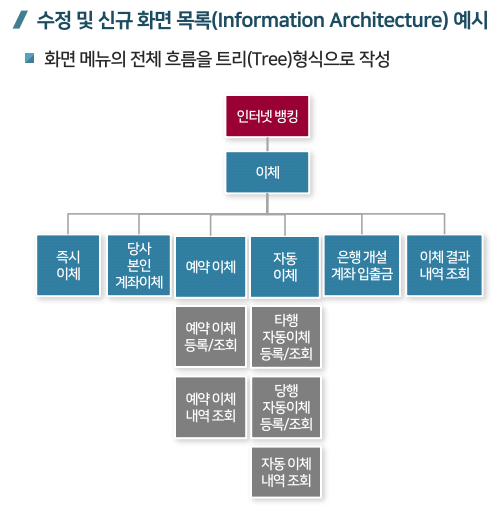 수정 및 신규 화면 목록(Information Architecture) 예시
화면 메뉴의 전체 흐름을 트리(Tree)형식으로 작성
인터넷 뱅킹
이체
즉시
이체
당사
본인
계좌이체
예약 이체
자동
이체
은행 개설
계좌 입출금
이체 결과
내역 조회
예약 이체
등록/조회
타행
자동이체
등록/조회
예약 이체
내역 조회
당행
자동이체
등록/조회
자동 이체
내역 조회